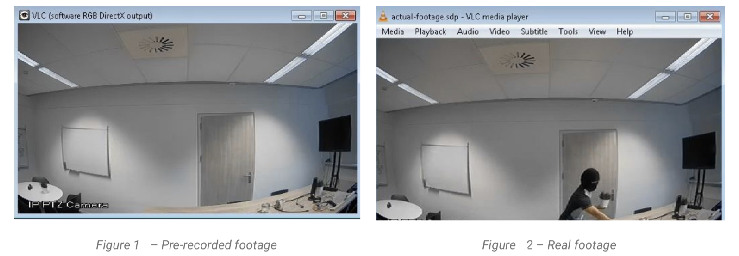 VLC (software RGB DirectX output)
actual-footage.sdp - VLC media player
Media Playback Audio Video Subtitle Tools View Help
IP PTZ Camera
Figure 1 – Pre-recorded footage
Figure 2 – Real footage